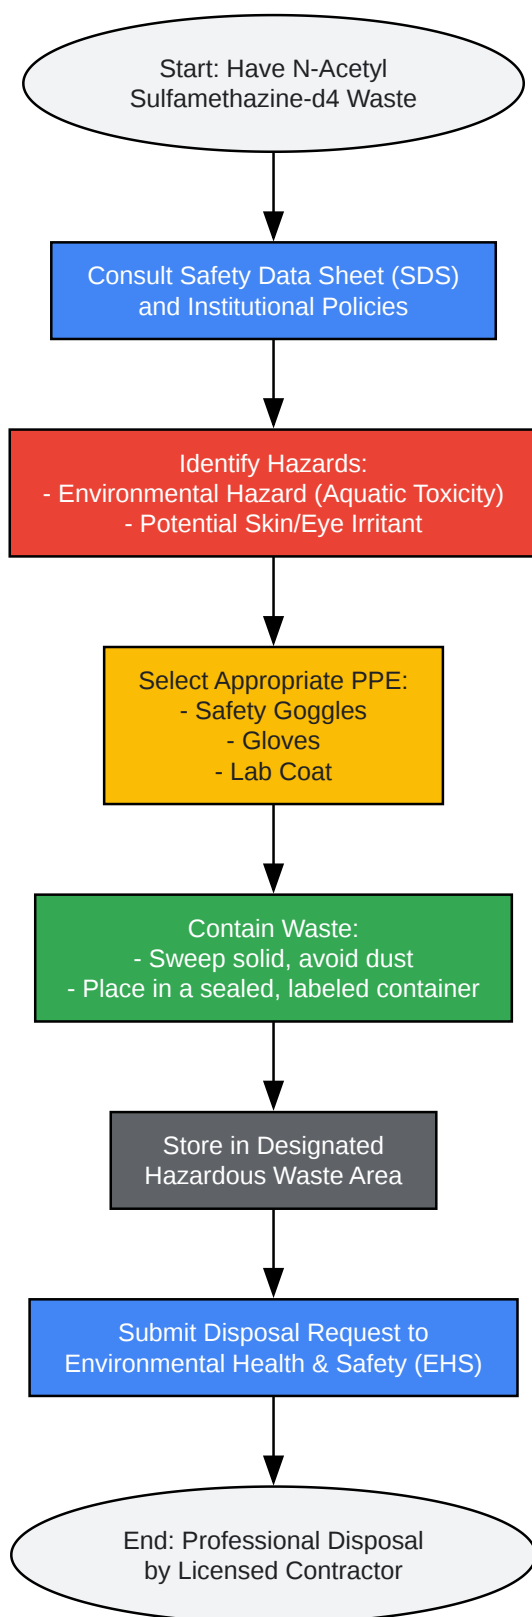 Start: Have N-Acetyl
Sulfamethazine-d4 Waste
Consult Safety Data Sheet (SDS)
and Institutional Policies
Identify Hazards:
- Environmental Hazard (Aquatic Toxicity)
- Potential Skin/Eye Irritant
Select Appropriate PPE:
- Safety Goggles
- Gloves
- Lab Coat
Contain Waste:
- Sweep solid, avoid dust
- Place in a sealed, labeled container
Store in Designated
Hazardous Waste Area
Submit Disposal Request to
Environmental Health & Safety (EHS)
End: Professional Disposal
by Licensed Contractor